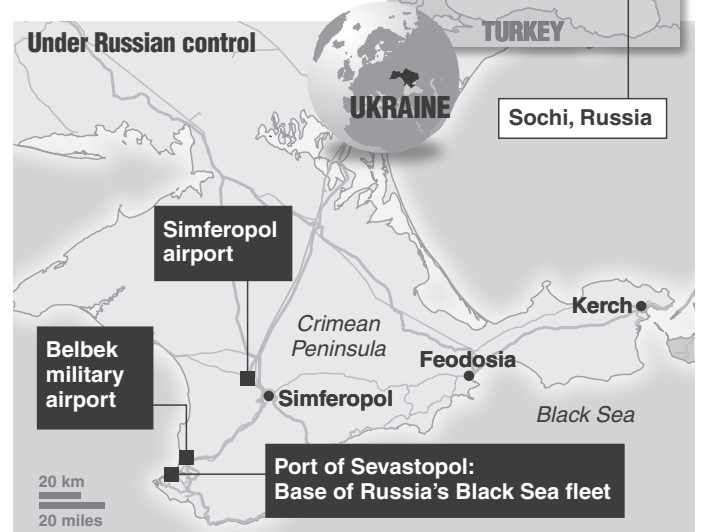 TURKEY
Under Russian control
UKRAINE
Sochi, Russia
Simferopol
airport
Kerch
Crimean
Peninsula
Belbek
military
airport
Feodosia
Simferopol
Black Sea
Port of Sevastopol:
Base of Russia’s Black Sea fleet
20 km
20 miles